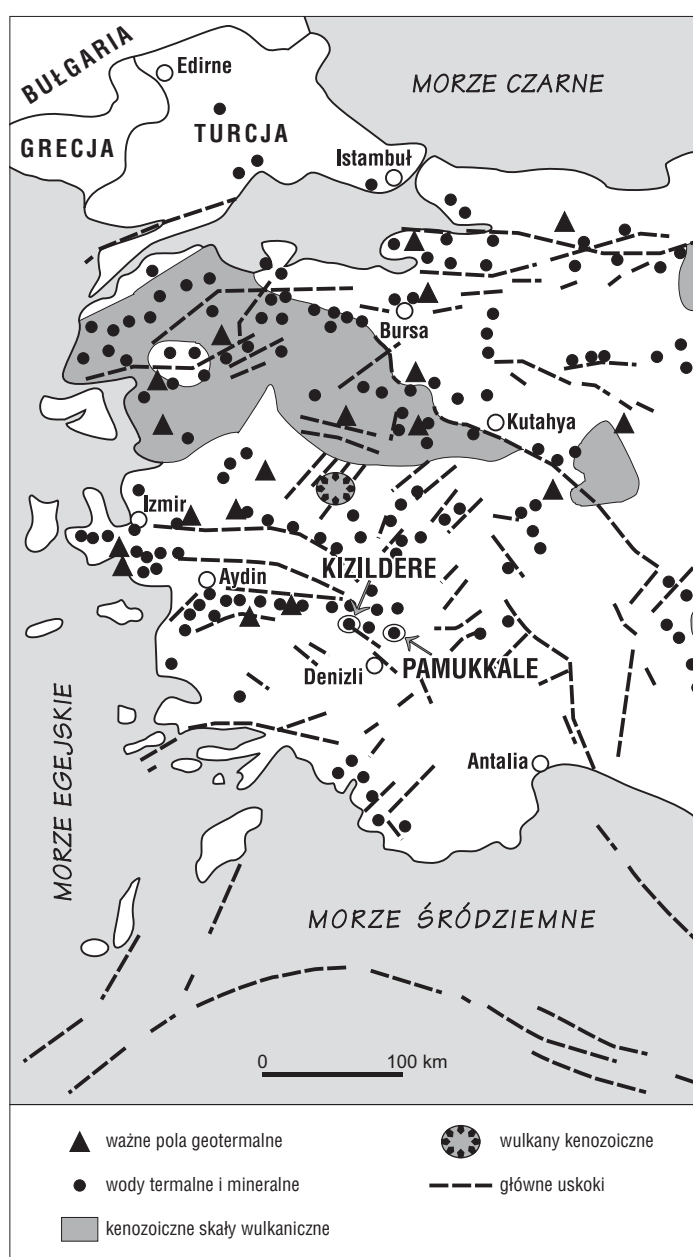 BUŁGARIA
Edirne
MORZE CZARNE
GRECJA
TURCJA
Istambuł
Bursa
Kutahya
Izmir
Aydin
KIZILDERE
Denizli
PAMUKKALE
Antalia
MORZE EGEJSKIE
MORZE ŚRÓDZIEMNE
0 100 km
ważne pola geotermalne
wulkany kenozoiczne
wody termalne i mineralne
główne uskoki
kenozoiczne skały wulkaniczne